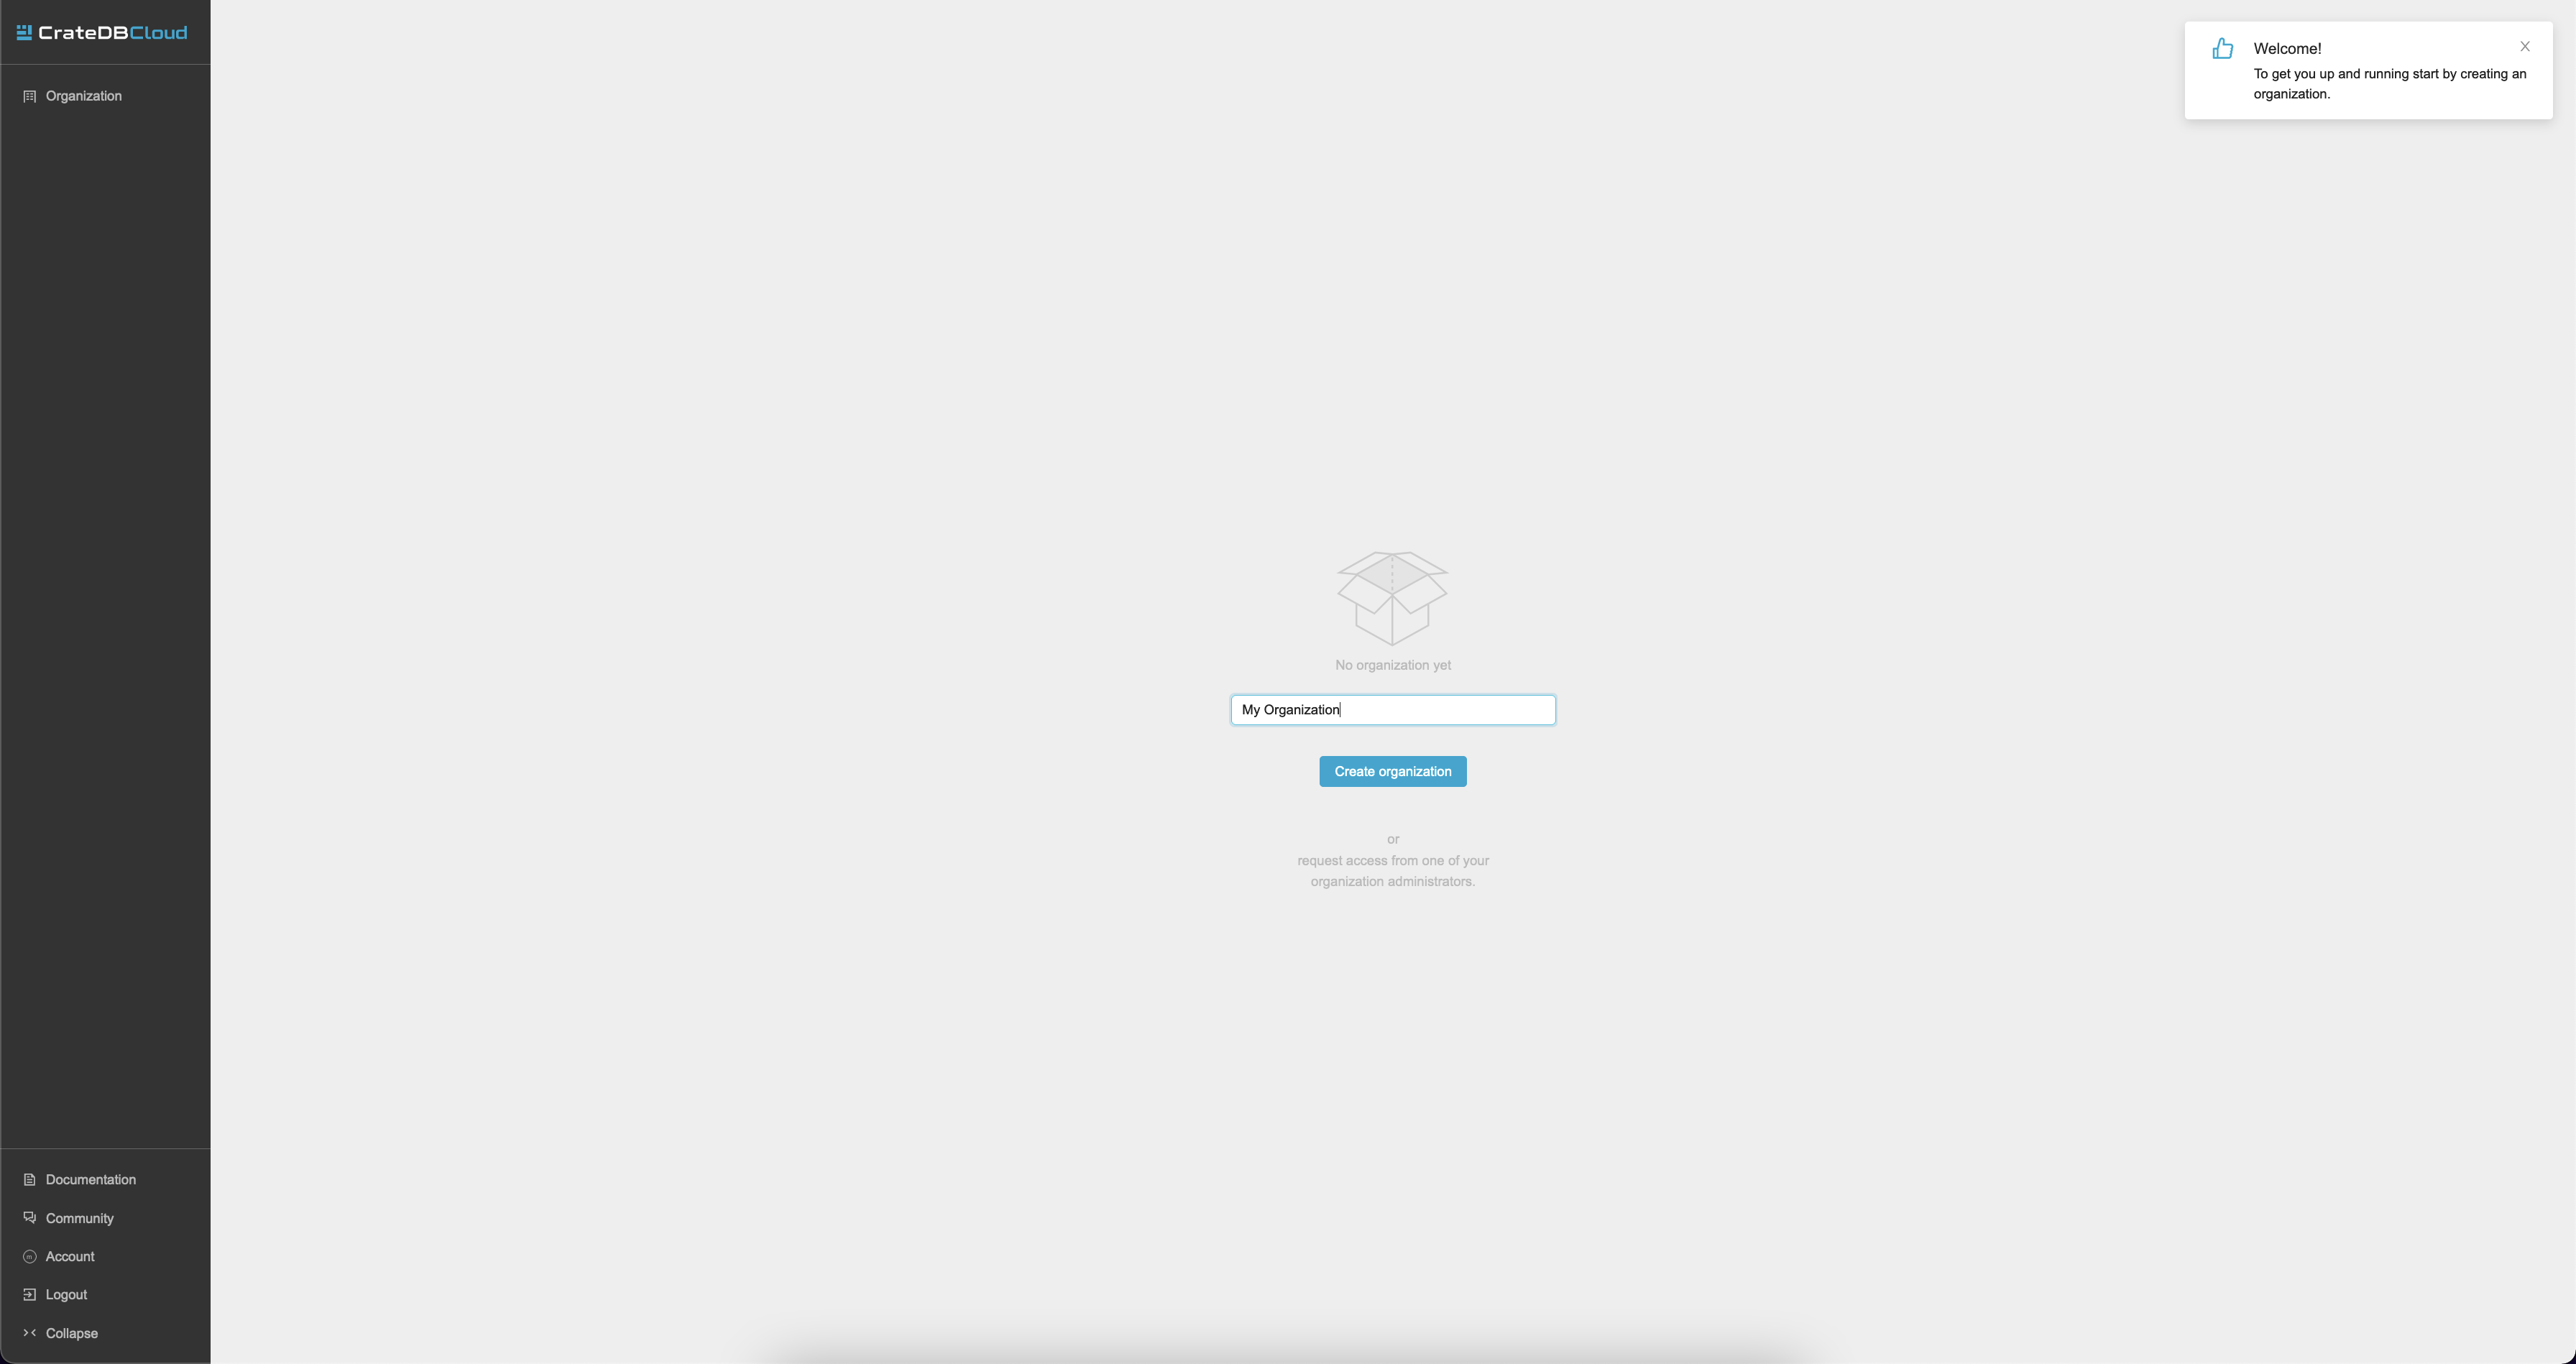 CrateDBCloud
Organization
Welcome!
To get you up and running start by creating an
organization.
No organization yet
My Organization
Create organization
or
request access from one of your
organization administrators.
Documentation
Community
Account
Logout
Collapse